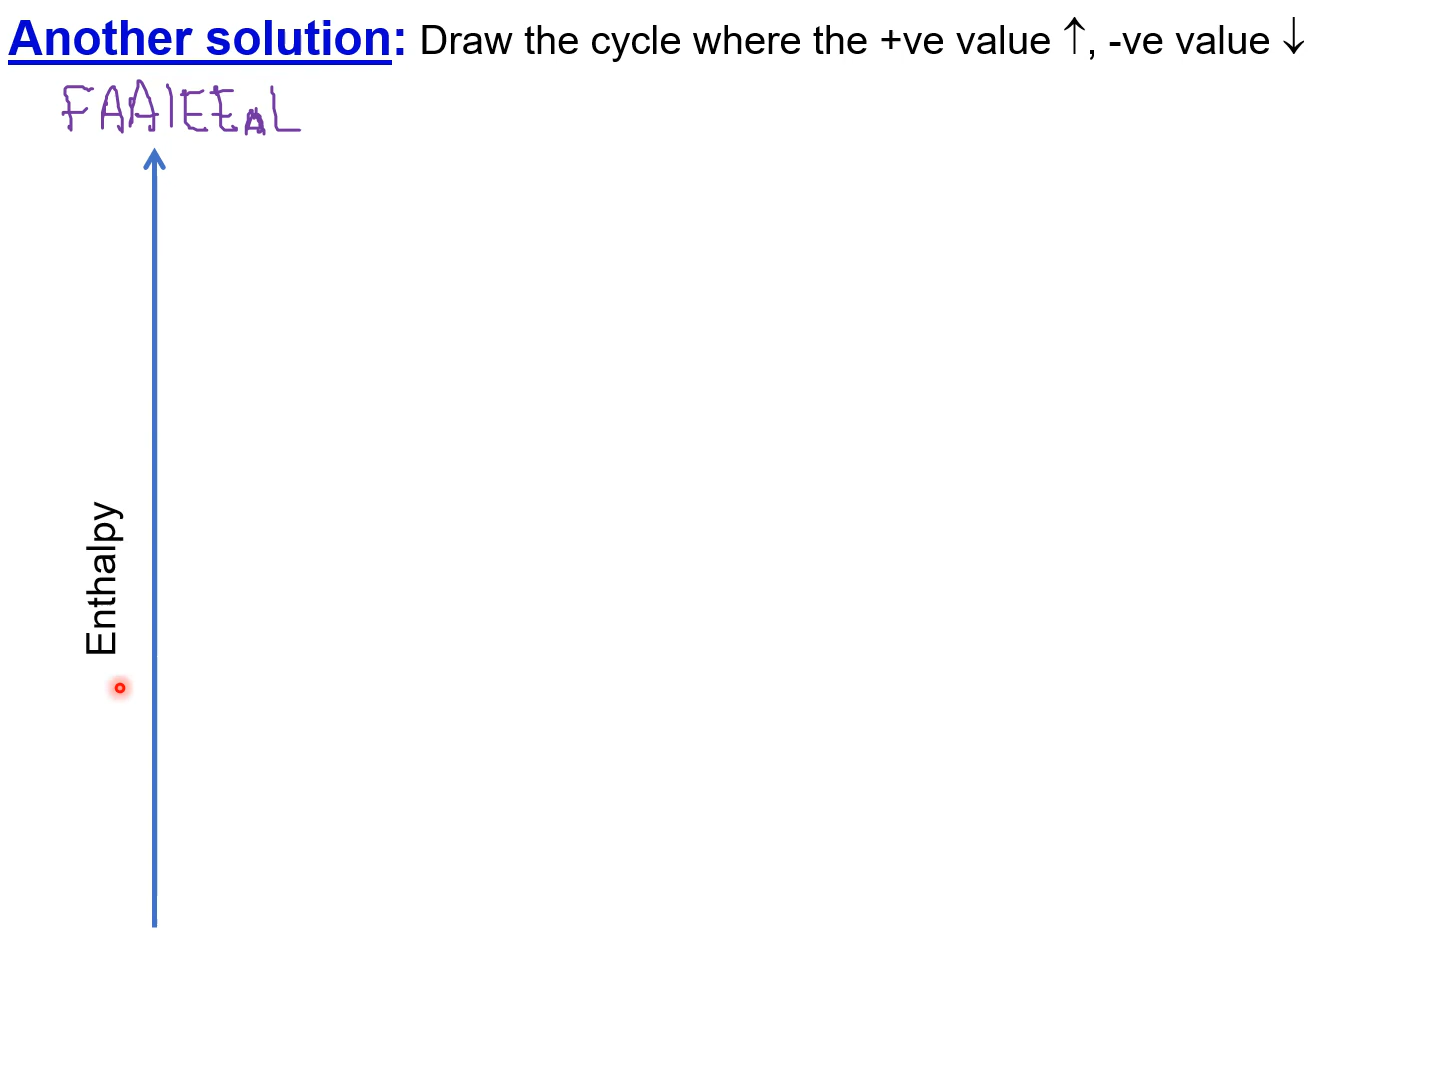 Another solution: Draw the cycle where the +ve value ↑, -ve value ↓
FAAIEEAL
Enthalpy